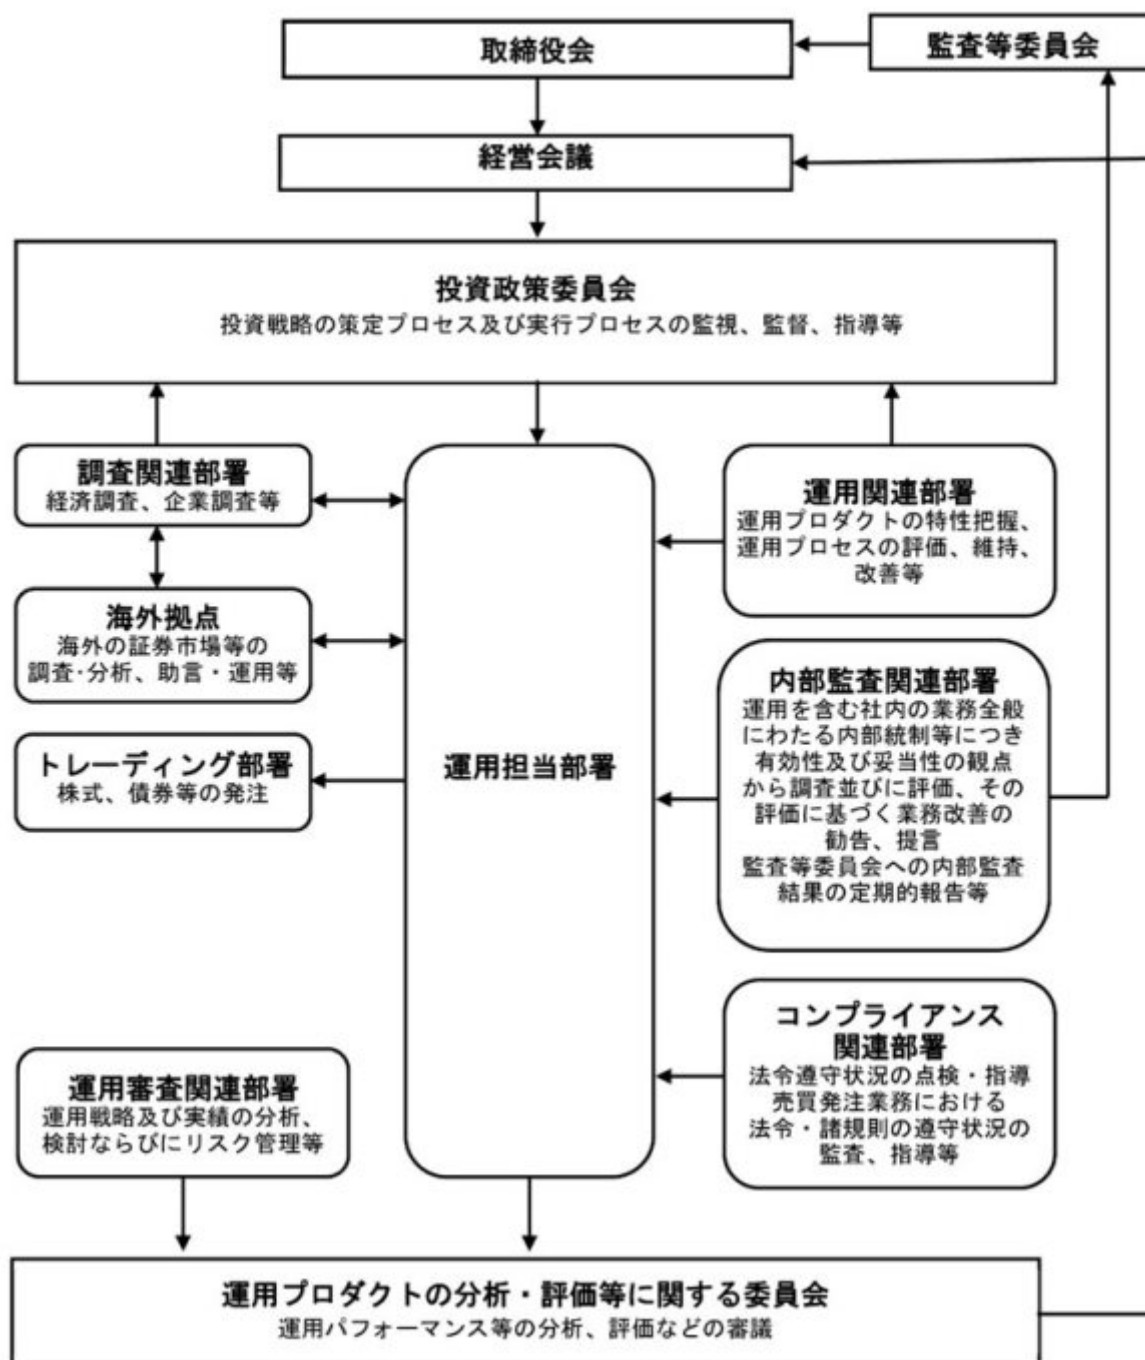 取締役会
監査等委員会
経営会議
投資政策委員会
投資戦略の策定プロセス及び実行プロセスの監視、監督、指導等
調査関連部署
経済調査、企業調査等
海外拠点
海外の証券市場等の
調査･分析、助言・運用等
トレーディング部署
株式、債券等の発注
運用担当部署
運用関連部署
運用プロダクトの特性把握、
運用プロセスの評価、維持、
改善等
内部監査関連部署
運用を含む社内の業務全般
にわたる内部統制等につき
有効性及び妥当性の観点
から調査並びに評価、その
評価に基づく業務改善の
勧告、提言
監査等委員会への内部監査
結果の定期的報告等
コンプライアンス
関連部署
法令遵守状況の点検・指導
売買発注業務における
法令・諸規則の遵守状況の
監査、指導等
運用審査関連部署
運用戦略及び実績の分析、
検討ならびにリスク管理等
運用プロダクトの分析・評価等に関する委員会
運用パフォーマンス等の分析、評価などの審議